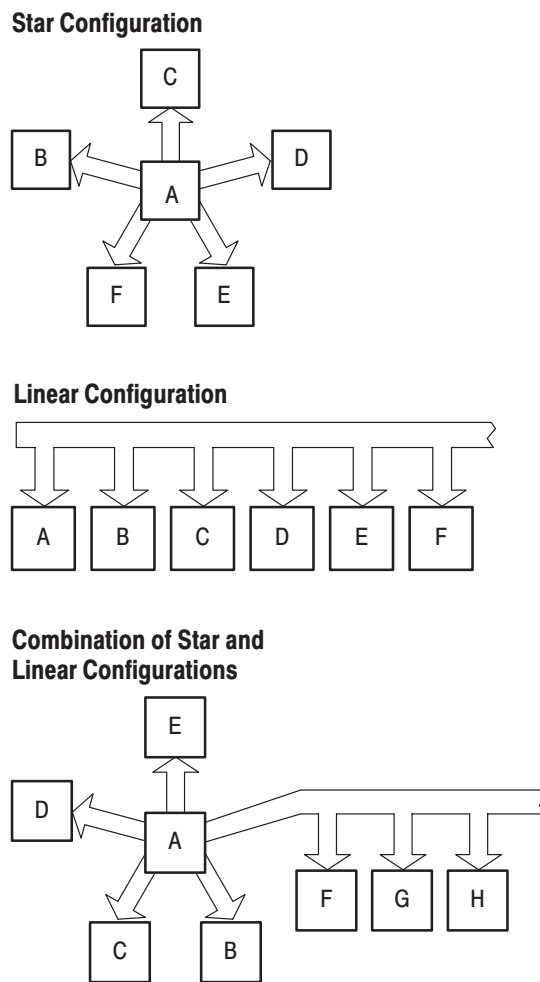 Star Configuration
C
B
D
A
F
E
Linear Configuration
A
B
C
D
E
F
Combination of Star and
Linear Configurations
E
D
A
F
G
H
C
B